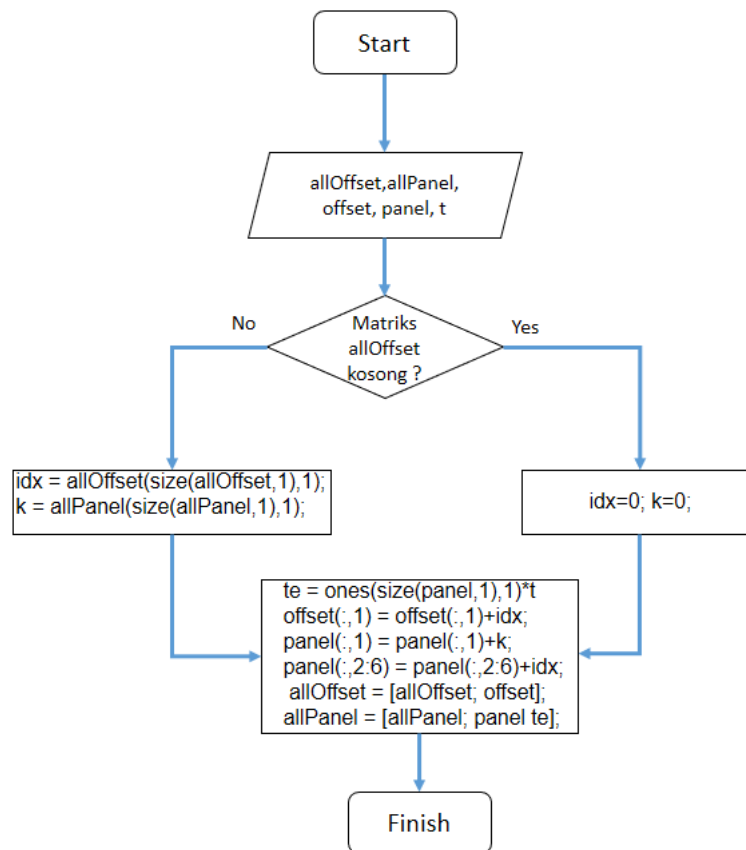 Start
allOffset,allPanel,
offset, panel, t
Matriks
allOffset
kosong ?
No
Yes
idx = allOffset(size(allOffset,1),1);
k = allPanel(size(allPanel,1),1);
idx=0; k=0;
te = ones(size(panel,1),1)*t
offset(:,1) = offset(:,1)+idx;
panel(:,1) = panel(:,1)+k;
panel(:,2:6) = panel(:,2:6)+idx;
allOffset = [allOffset; offset];
allPanel = [allPanel; panel te];
Finish